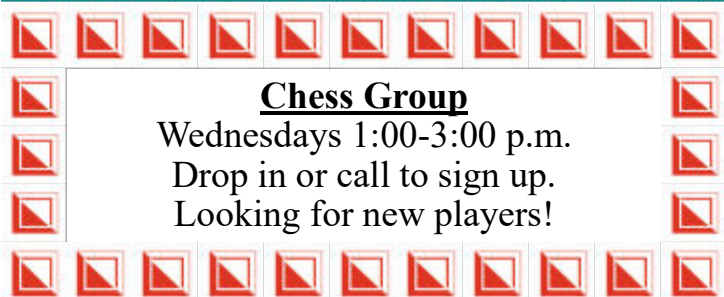 Chess Group
Wednesdays 1:00-3:00 p.m.
Drop in or call to sign up.
Looking for new players!